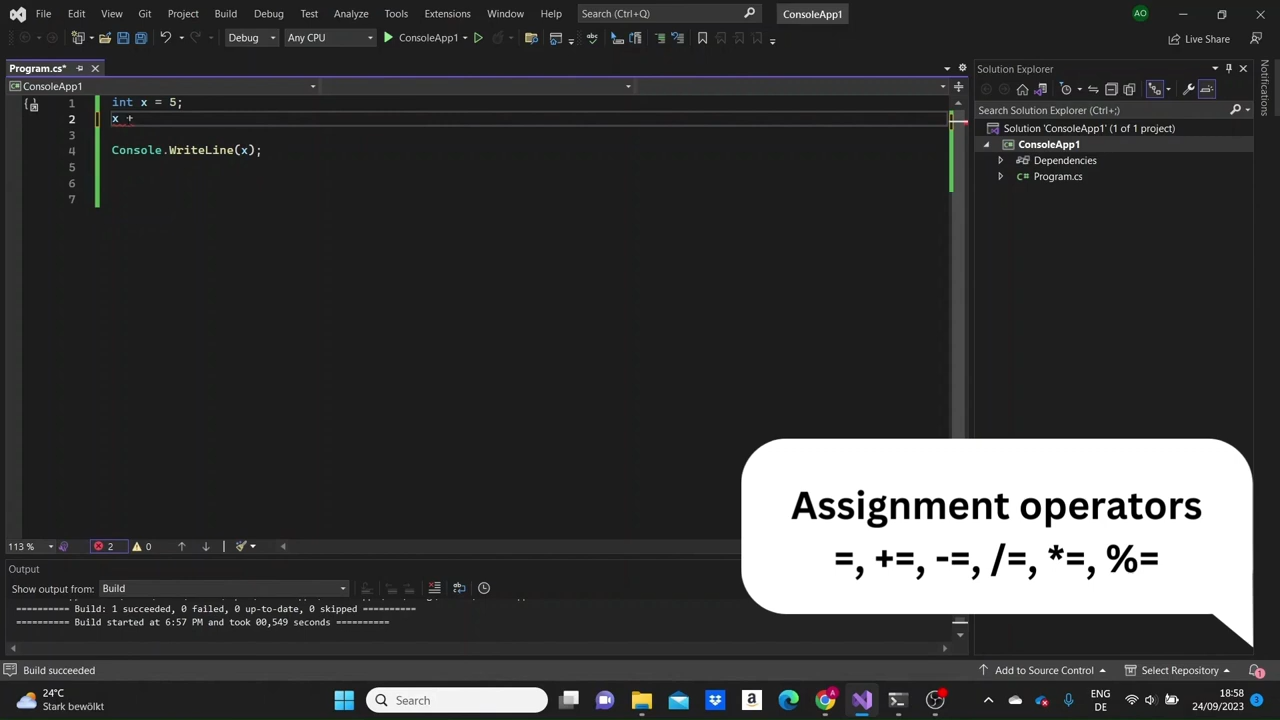 File Edit View Git Project Build Debug Test Analyze Tools Extensions Window Help Search (Ctrl+Q) ConsoleApp1 AO
Debug Any CPU ConsoleApp1 Live Share
Program.cs*
ConsoleApp1
1 int x = 5;
2 x +
3
4 Console.WriteLine(x);
5
6
7
113 % 2 0
Output
Show output from: Build
========== Build: 1 succeeded, 0 failed, 0 up-to-date, 0 skipped ==========
========== Build started at 6:57 PM and took 00,549 seconds ==========
Build succeeded
Solution Explorer
Search Solution Explorer (Ctrl+;)
Solution 'ConsoleApp1' (1 of 1 project)
ConsoleApp1
Dependencies
C# Program.cs
Notifications
Assignment operators
=, +=, -=, /=, *=, %=
Add to Source Control Select Repository 1
24°C
Stark bewölkt
Search
ENG
DE
18:58
24/09/2023
3